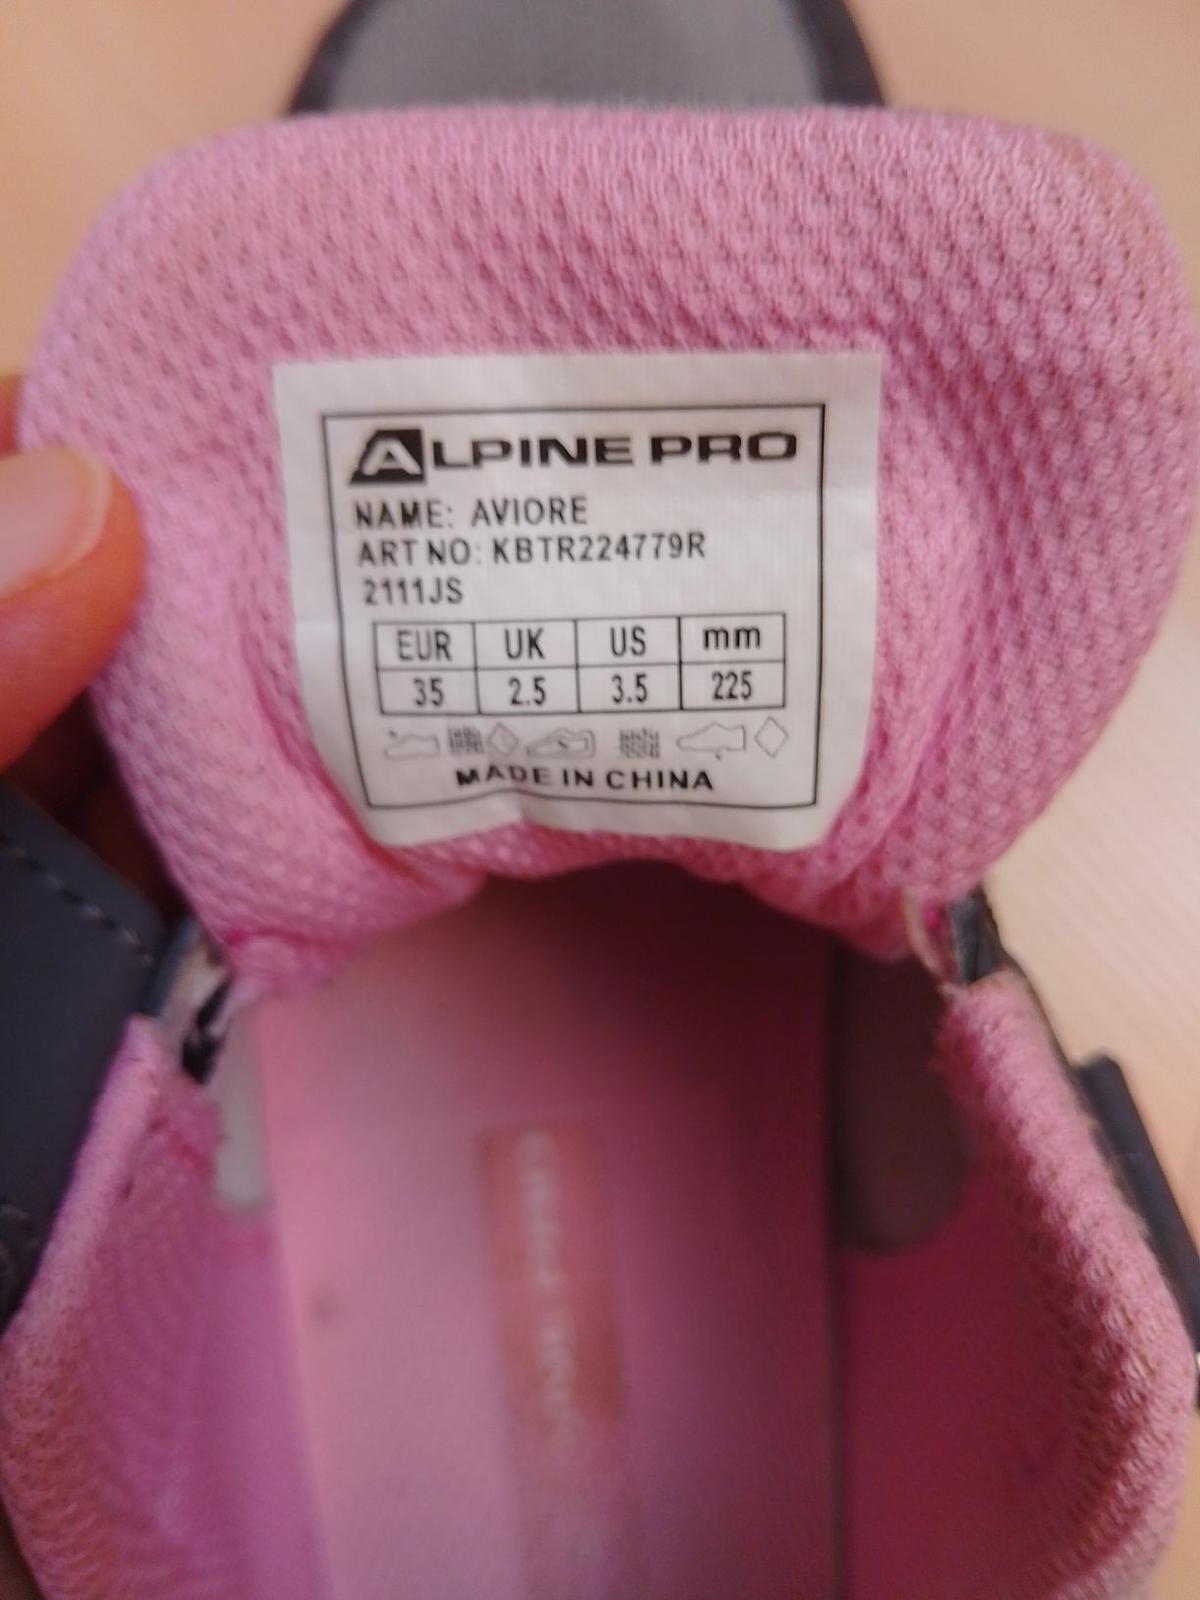 ALPINE PRO
NAME: AVIORE
ART NO: KBTR224779R
2111JS
EUR UK US mm
35 2.5 3.5 225
MADE IN CHINA